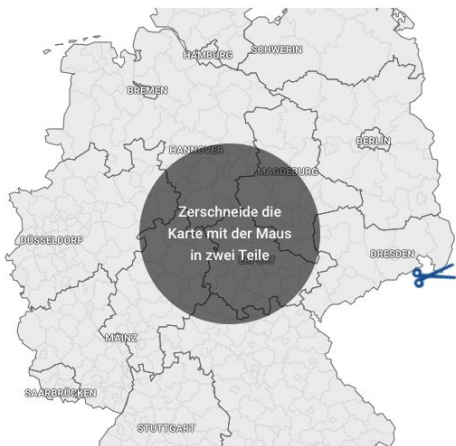 HAMBURG
SCHWERIN
BREMEN
BERLIN
HANNOVER
MAGDEBURG
Zerschneide die
Karte mit der Maus
in zwei Teile
DÜSSELDORF
ERFURT
DRESDEN
MAINZ
SAARBRÜCKEN
STUTTGART